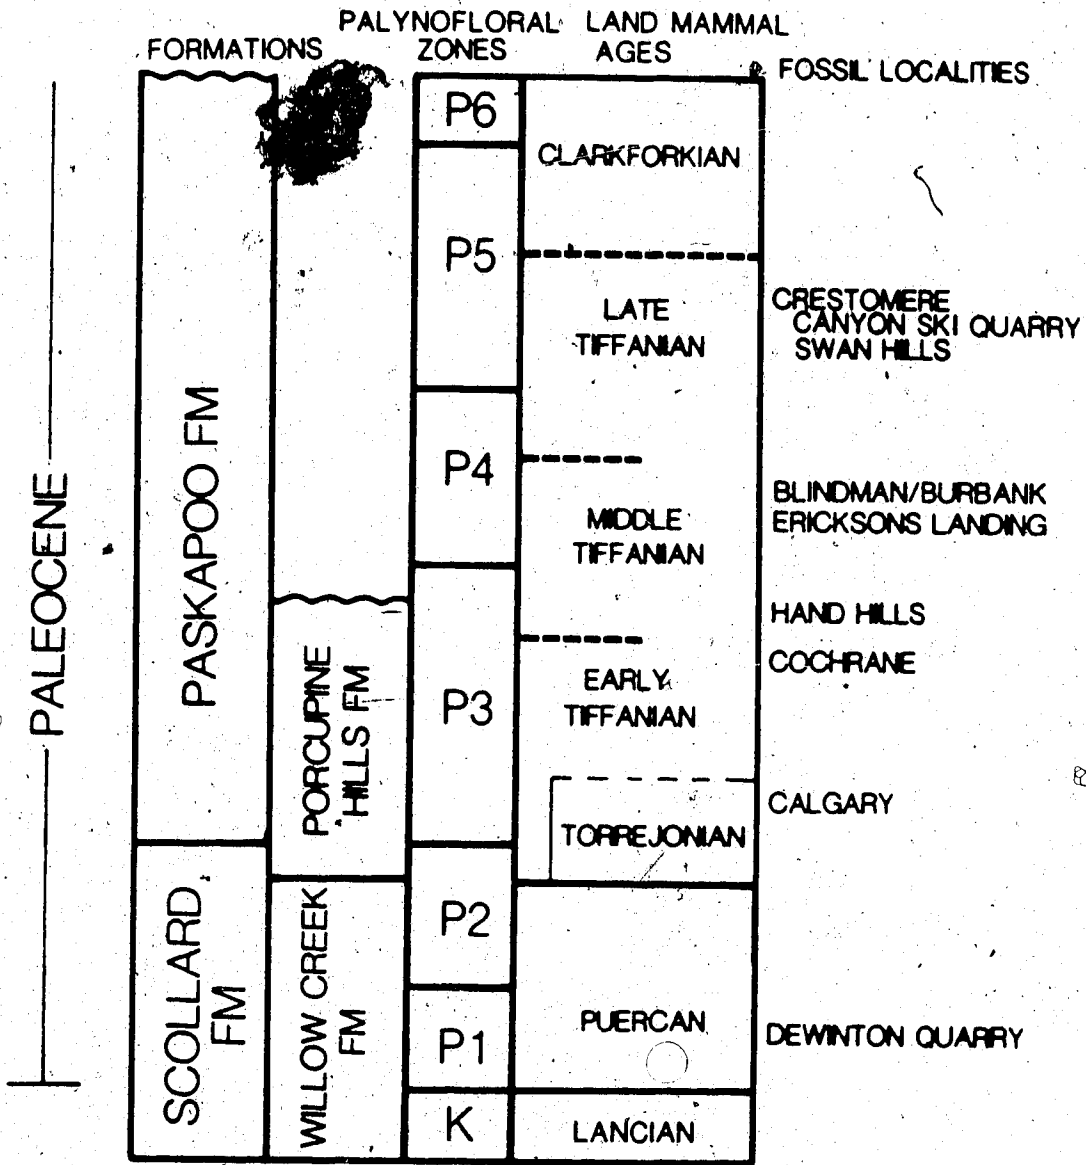 PALYNOFLORAL LAND MAMMAL
FORMATIONS ZONES AGES
FOSSIL LOCALITIES
P6
CLARKFORKIAN
P5
LATE
TIFFANIAN
CRESTOMERE
CANYON SKI QUARRY
SWAN HILLS
P4
MIDDLE
TIFFANIAN
BLINDMAN/BURBANK
ERICKSONS LANDING
HAND HILLS
COCHRANE
P3
EARLY
TIFFANIAN
CALGARY
TORREJONIAN
P2
PUERCAN
DEWINTON QUARRY
P1
K
LANCIAN
PALEOCENE
PASKAPOO FM
PORCUPINE
HILLS FM
SCOLLARD
FM
WILLOW CREEK
FM